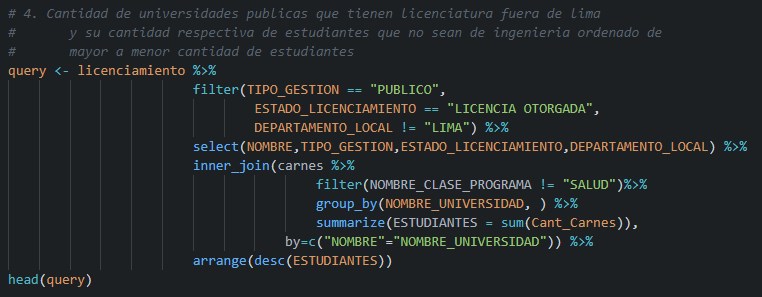 # 4. Cantidad de universidades publicas que tienen licenciatura fuera de lima
#       y su cantidad respectiva de estudiantes que no sean de ingenieria ordenado de
#       mayor a menor cantidad de estudiantes
query <- licenciamiento %>%
                        filter(TIPO_GESTION == "PUBLICO",
                                ESTADO_LICENCIAMIENTO == "LICENCIA OTORGADA",
                                DEPARTAMENTO_LOCAL != "LIMA") %>%
                        select(NOMBRE,TIPO_GESTION,ESTADO_LICENCIAMIENTO,DEPARTAMENTO_LOCAL) %>%
                        inner_join(carnes %>%
                                        filter(NOMBRE_CLASE_PROGRAMA != "SALUD")%>%
                                        group_by(NOMBRE_UNIVERSIDAD, ) %>%
                                        summarize(ESTUDIANTES = sum(Cant_Carnes)),
                                    by=c("NOMBRE"="NOMBRE_UNIVERSIDAD")) %>%
                        arrange(desc(ESTUDIANTES))
head(query)